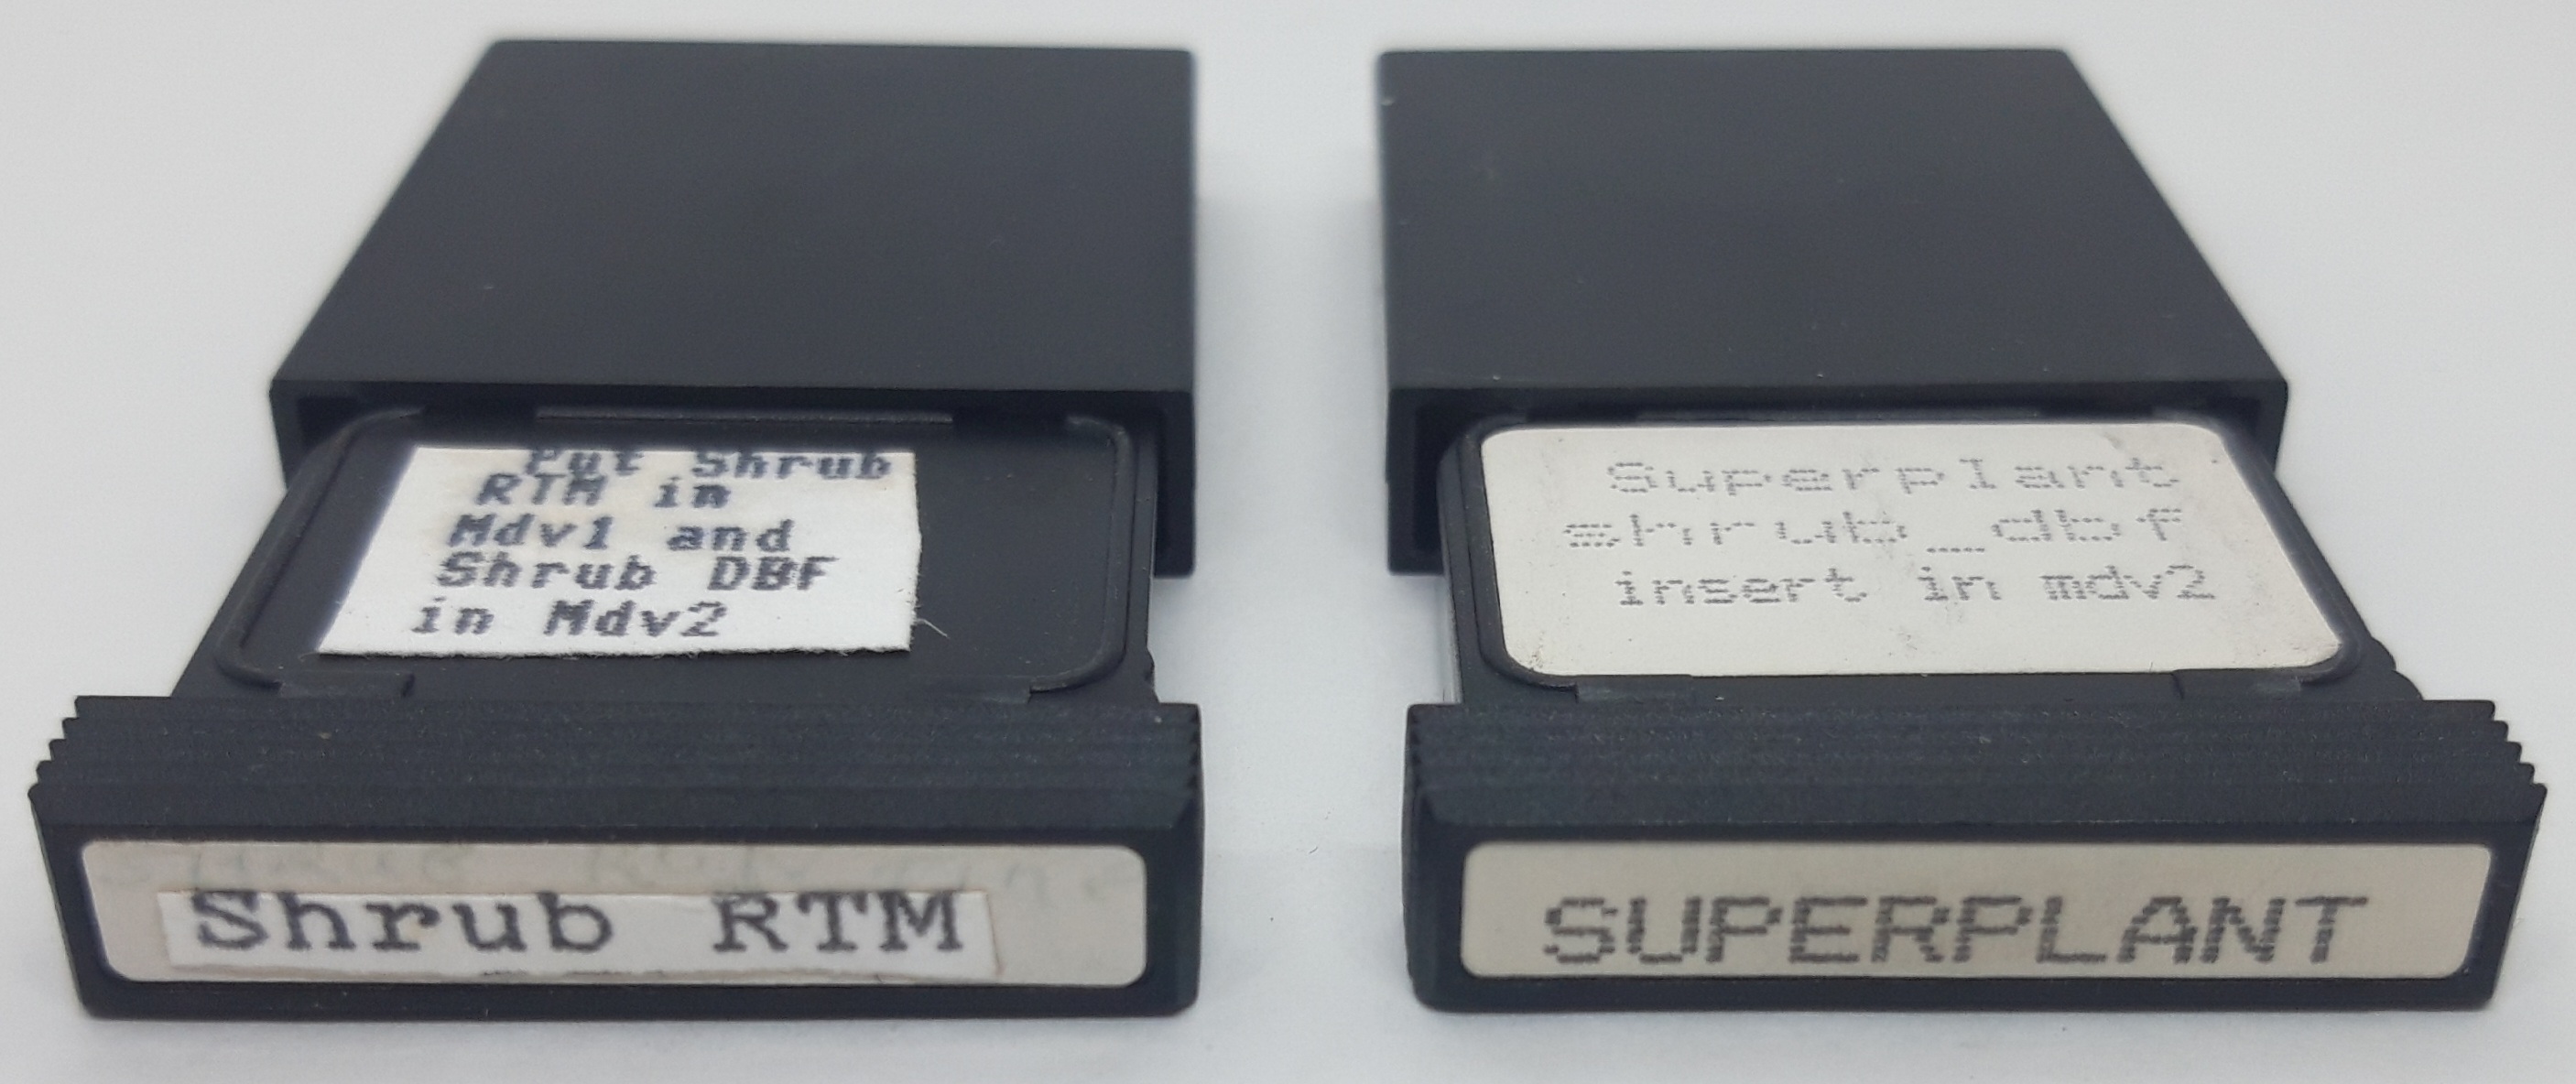 Put Shrub
RTM in
Mdv1 and
Shrub DBF
in Mdv2
Shrub RTM
Superplant
shrub_dbf
insert in mdv2
SUPERPLANT